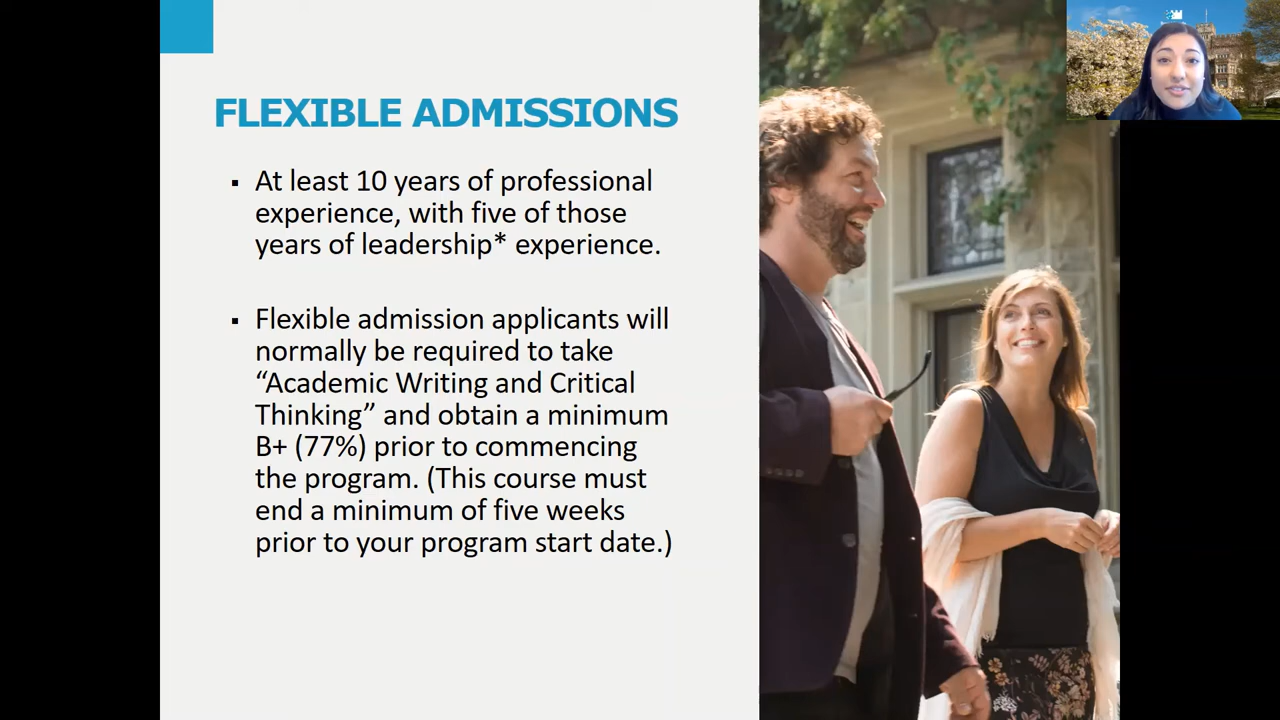 FLEXIBLE ADMISSIONS
▪ At least 10 years of professional
experience, with five of those
years of leadership* experience.
▪ Flexible admission applicants will
normally be required to take
“Academic Writing and Critical
Thinking” and obtain a minimum
B+ (77%) prior to commencing
the program. (This course must
end a minimum of five weeks
prior to your program start date.)